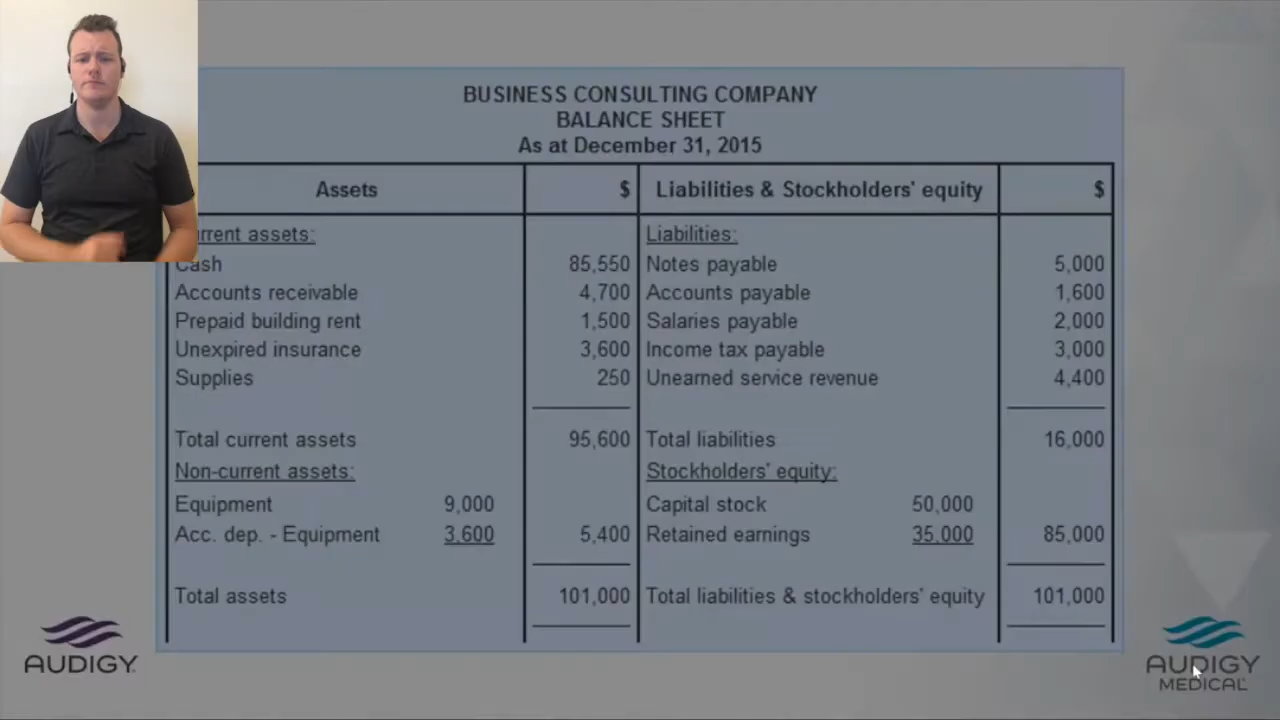 BUSINESS CONSULTING COMPANY
BALANCE SHEET
As at December 31, 2015
Assets $ Liabilities & Stockholders' equity $
urrent assets: Liabilities:
Cash 85,550 Notes payable 5,000
Accounts receivable 4,700 Accounts payable 1,600
Prepaid building rent 1,500 Salaries payable 2,000
Unexpired insurance 3,600 Income tax payable 3,000
Supplies 250 Unearned service revenue 4,400
Total current assets 95,600 Total liabilities 16,000
Non-current assets: Stockholders' equity:
Equipment 9,000 Capital stock 50,000
Acc. dep. - Equipment 3,600 5,400 Retained earnings 35,000 85,000
Total assets 101,000 Total liabilities & stockholders' equity 101,000
AUDIGY
AUDIGY
MEDICAL